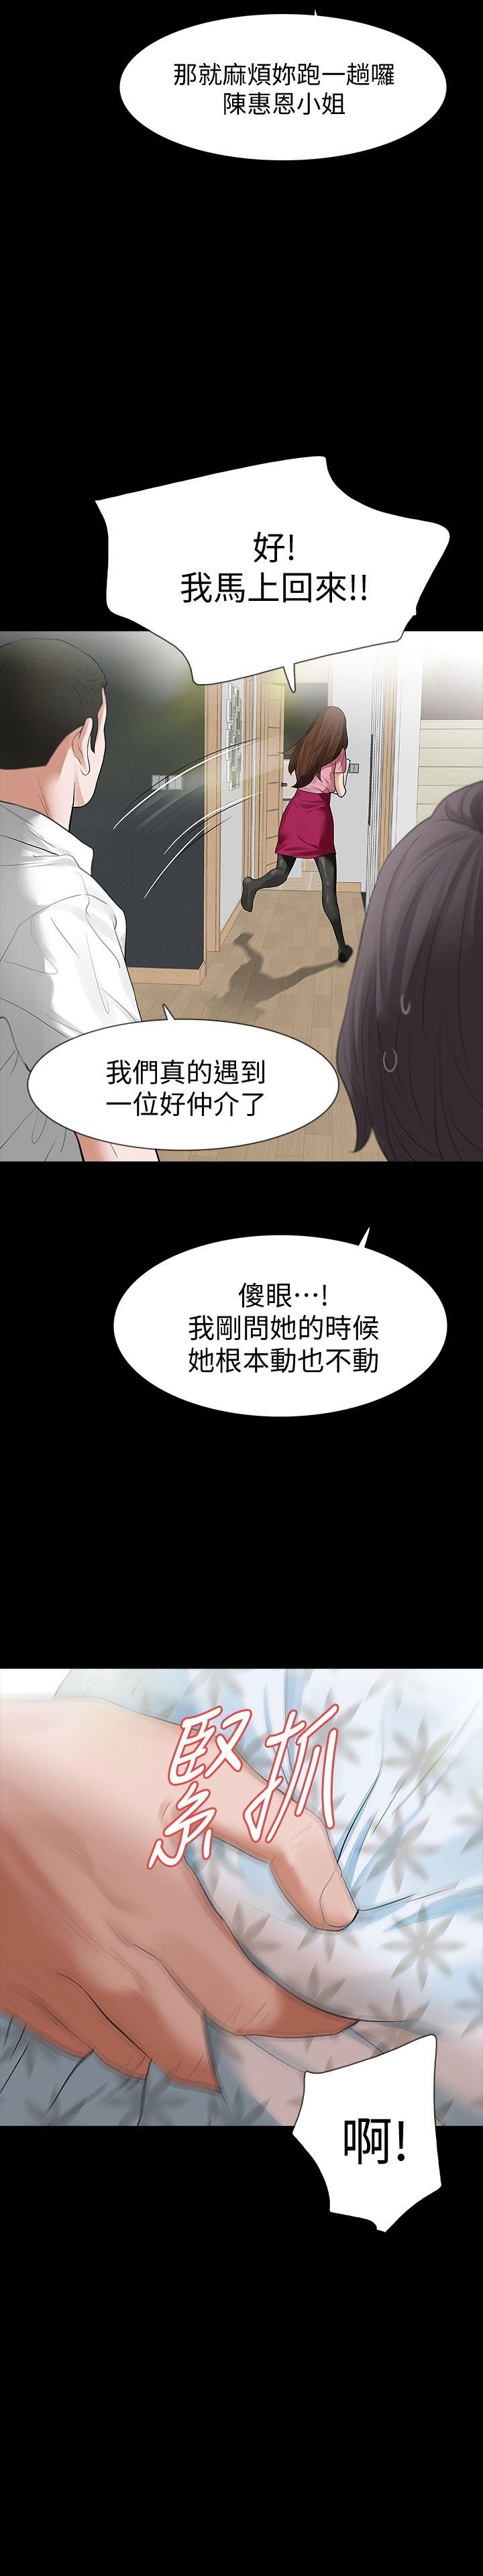 那就麻煩妳跑一趟囉
陳惠恩小姐
好!
我馬上回來!!
我們真的遇到
一位好仲介了
傻眼⋯!
我剛問她的時候
她根本動也不動
緊抓
啊!